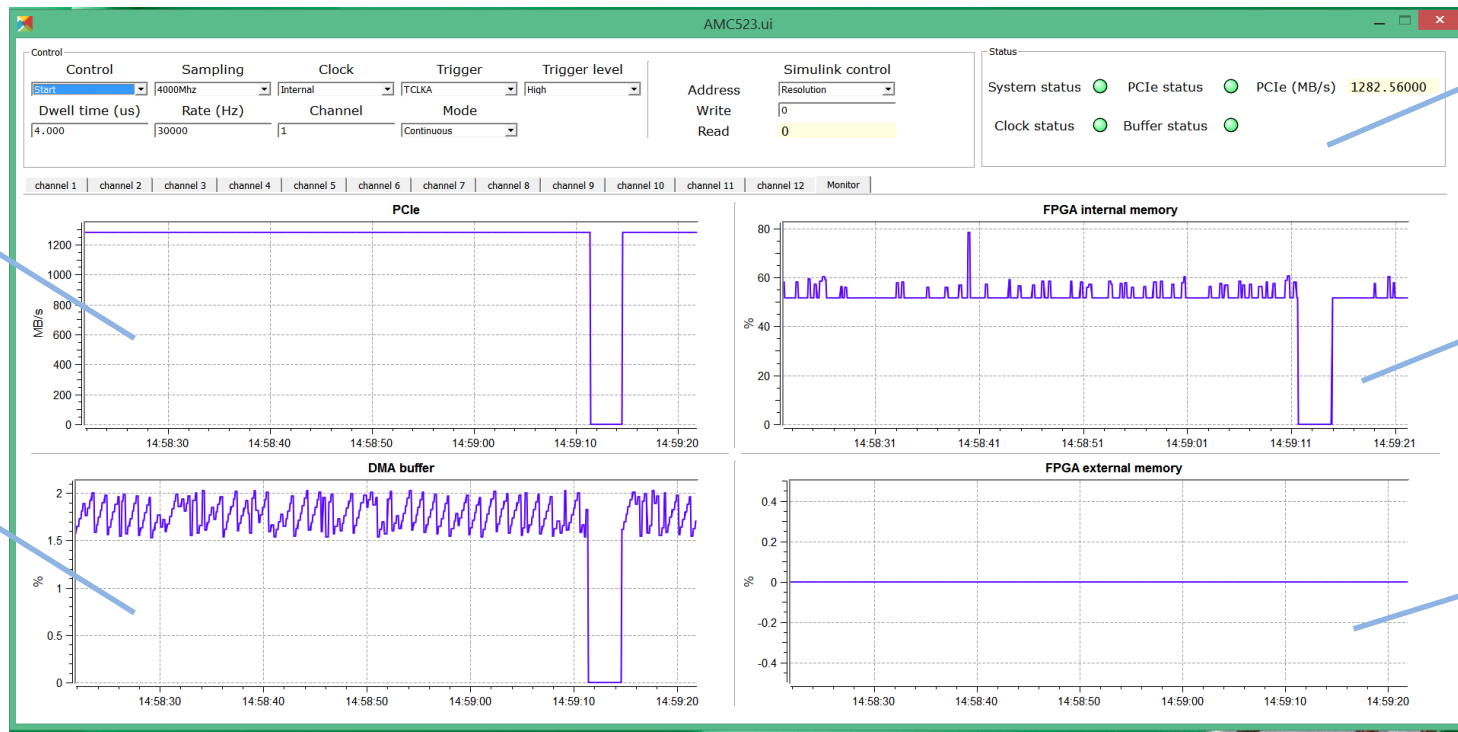 AMC523.ui
Control
Status
Control Sampling Clock Trigger Trigger level
Start 4000Mhz Internal TCLKA High
Dwell time (us) Rate (Hz) Channel Mode
4.000 30000 1 Continuous
Simulink control
Address Resolution
Write 0
Read 0
System status PCIe status PCIe (MB/s) 1282.56000
Clock status Buffer status
channel 1 channel 2 channel 3 channel 4 channel 5 channel 6 channel 7 channel 8 channel 9 channel 10 channel 11 channel 12 Monitor
PCIe
MB/s
1200
1000
800
600
400
200
0
14:58:30 14:58:40 14:58:50 14:59:00 14:59:10 14:59:20
FPGA internal memory
%
80
60
40
20
0
14:58:31 14:58:41 14:58:51 14:59:01 14:59:11 14:59:21
DMA buffer
%
2
1.5
1
0.5
0
14:58:30 14:58:40 14:58:50 14:59:00 14:59:10 14:59:20
FPGA external memory
%
0.4
0.2
0
-0.2
-0.4
14:58:30 14:58:40 14:58:50 14:59:00 14:59:10 14:59:20